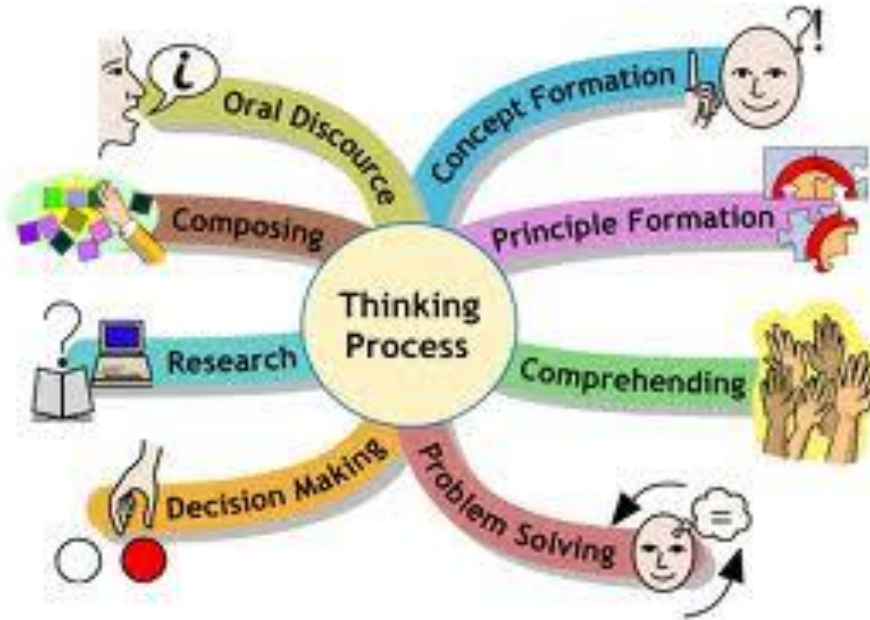 Thinking
Process
Concept Formation
Principle Formation
Comprehending
Problem Solving
Decision Making
Research
Composing
Oral Discource
i
?!
?
=